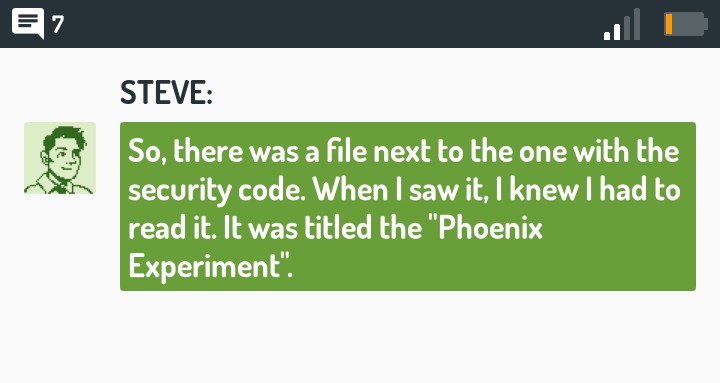 7
STEVE:
So, there was a file next to the one with the
security code. When I saw it, I knew I had to
read it. It was titled the "Phoenix
Experiment".